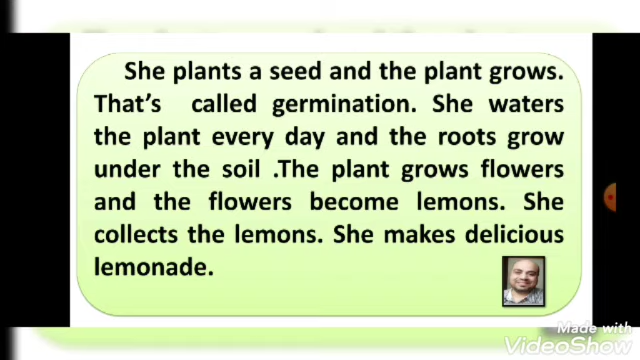 She plants a seed and the plant grows.
That's called germination. She waters
the plant every day and the roots grow
under the soil .The plant grows flowers
and the flowers become lemons. She
collects the lemons. She makes delicious
lemonade.
Made with
VideoShow